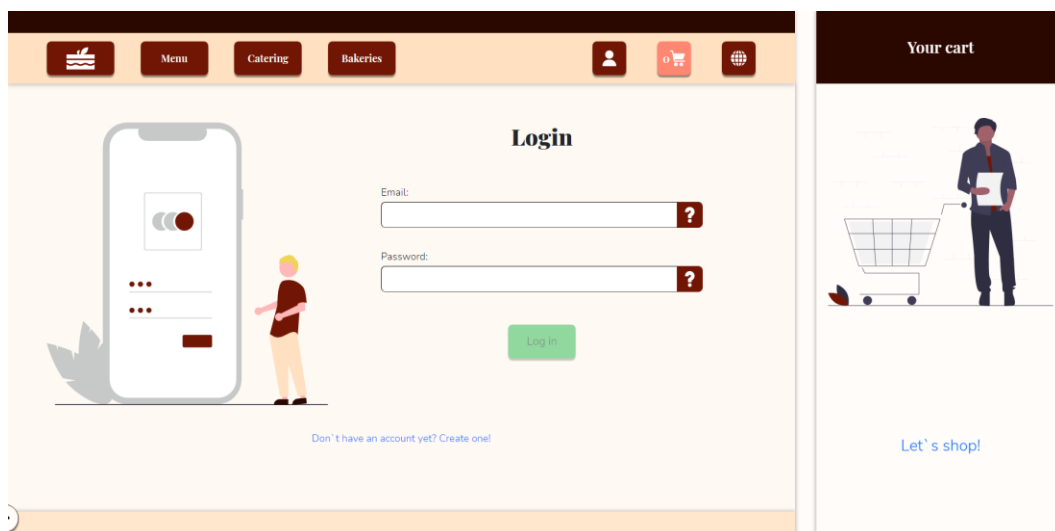 Menu
Catering
Bakeries
0
Your cart
Login
Email:
?
Password:
?
Log in
Don`t have an account yet? Create one!
Let`s shop!